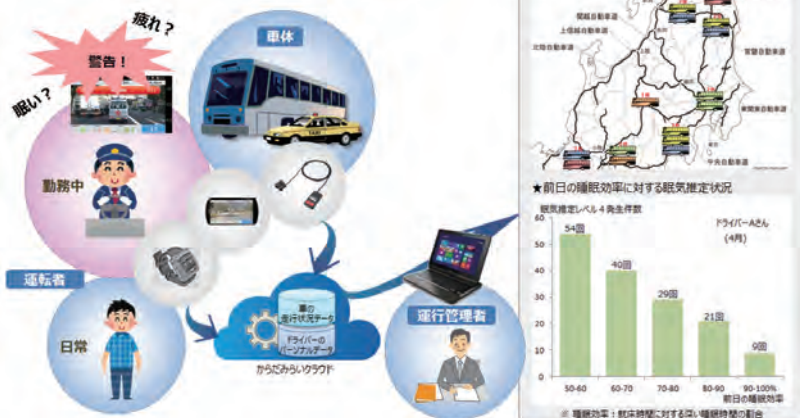 疲れ?
警告!
眠い?
車体
勤務中
運転者
日常
車の
走行状況データ
ドライバーの
パーソナルデータ
からだみらいクラウド
運行管理者
関越自動車道
上信越自動車道
北陸自動車道
常磐自動車道
東関東自動車道
中央自動車道
★前日の睡眠効率に対する眠気推定状況
眠気推定レベル4発生件数
ドライバーAさん
(4月)
60
50
40
30
20
10
0
54回
40回
29回
21回
9回
50-60
60-70
70-80
80-90
90-100%
前日の睡眠効率
※ 睡眠効率:就床時間に対する深い睡眠時間の割合